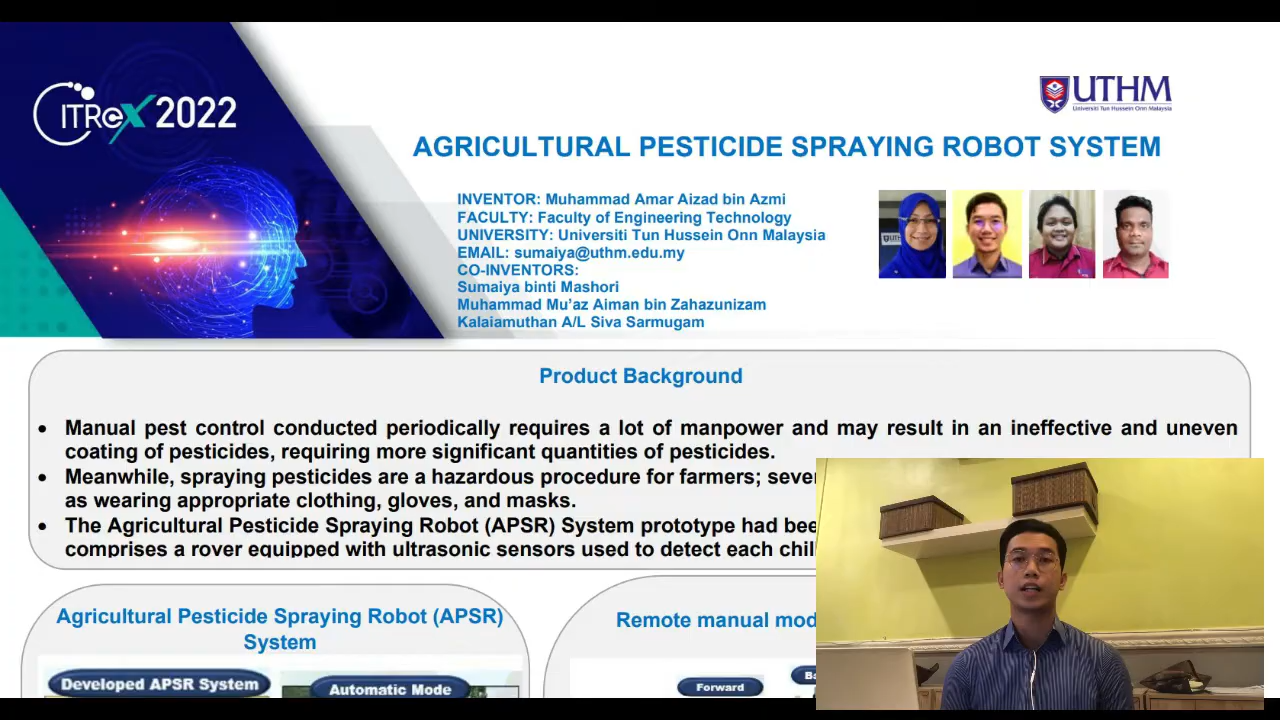 ITReX 2022
UTHM
Universiti Tun Hussein Onn Malaysia
AGRICULTURAL PESTICIDE SPRAYING ROBOT SYSTEM
INVENTOR: Muhammad Amar Aizad bin Azmi
FACULTY: Faculty of Engineering Technology
UNIVERSITY: Universiti Tun Hussein Onn Malaysia
EMAIL: sumaiya@uthm.edu.my
CO-INVENTORS:
Sumaiya binti Mashori
Muhammad Mu'az Aiman bin Zahazunizam
Kalaiamuthan A/L Siva Sarmugam
Product Background
• Manual pest control conducted periodically requires a lot of manpower and may result in an ineffective and uneven
coating of pesticides, requiring more significant quantities of pesticides.
• Meanwhile, spraying pesticides are a hazardous procedure for farmers; seve
as wearing appropriate clothing, gloves, and masks.
• The Agricultural Pesticide Spraying Robot (APSR) System prototype had bee
comprises a rover equipped with ultrasonic sensors used to detect each chil
Agricultural Pesticide Spraying Robot (APSR)
System
Remote manual mod
Developed APSR System
Automatic Mode
Forward
Ba